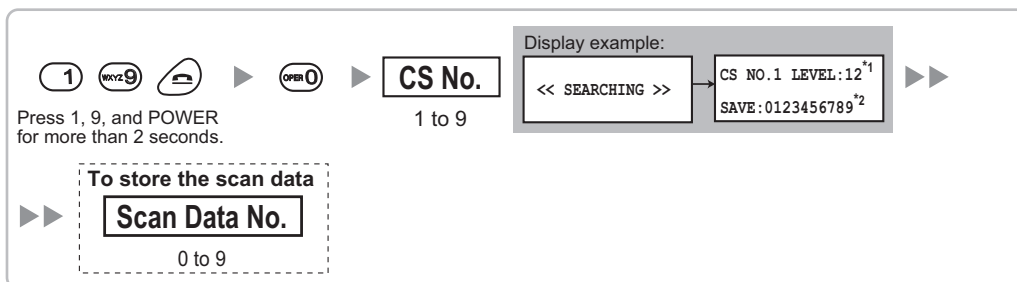 Display example:
1 WXYZ 9 OPER 0 CS No. << SEARCHING >> CS NO.1 LEVEL:12*1
SAVE:0123456789*2
Press 1, 9, and POWER
for more than 2 seconds.
1 to 9
To store the scan data
Scan Data No.
0 to 9